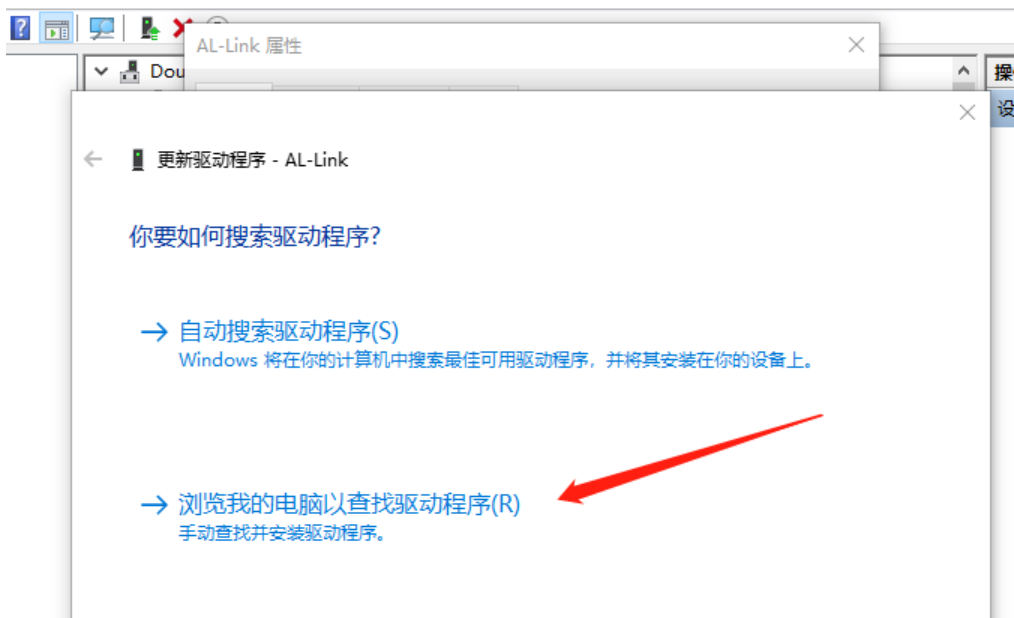 AL-Link 属性
Dou
操
设
更新驱动程序 - AL-Link
你要如何搜索驱动程序?
自动搜索驱动程序(S)
Windows 将在你的计算机中搜索最佳可用驱动程序，并将其安装在你的设备上。
浏览我的电脑以查找驱动程序(R)
手动查找并安装驱动程序。